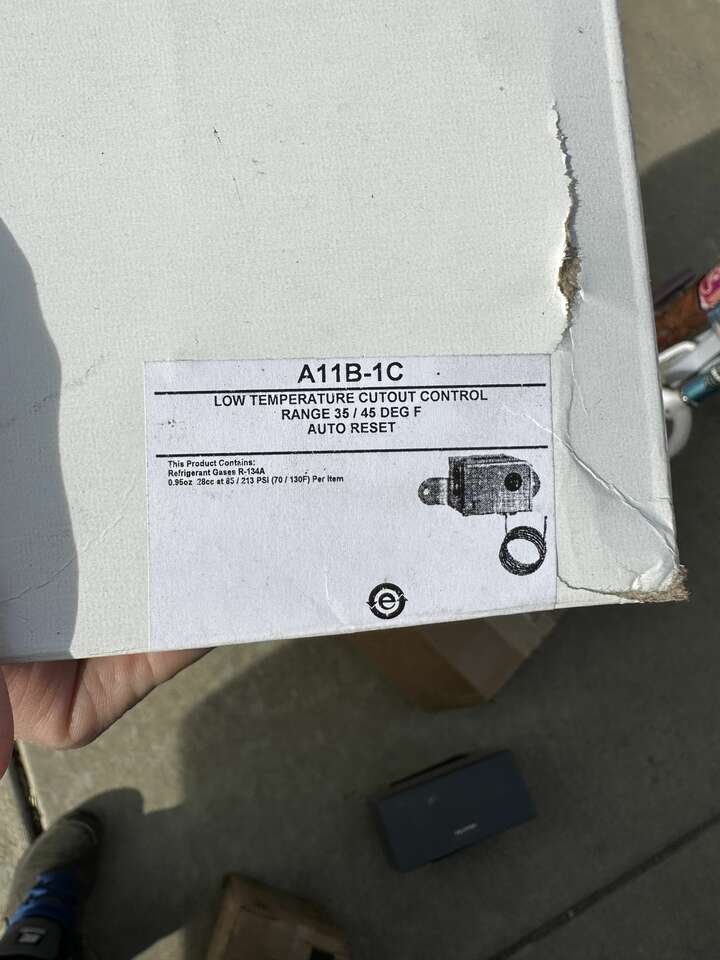 A11B-1C
LOW TEMPERATURE CUTOUT CONTROL
RANGE 35 / 45 DEG F
AUTO RESET
This Product Contains:
Refrigerant Gases R-134A
0.95oz .28cc at 85 / 213 PSI (70 / 130F) Per Item
e